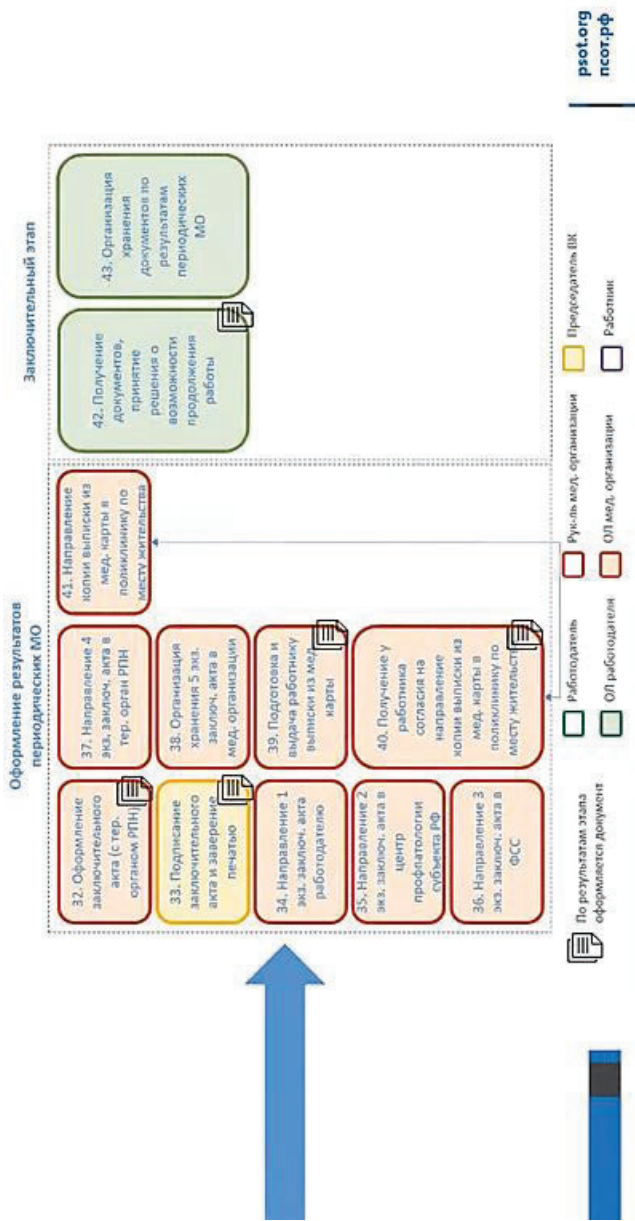 Оформление результатов
периодических МО
32. Оформление
заключительного
акта (с тер.
органом РПН)
33. Подписание
заключительного
акта и заверение
печатью
34. Направление 1
экз. заключ. акта
работодателю
35. Направление 2
экз. заключ. акта в
центр
профпатологии
субъекта РФ
36. Направление 3
экз. заключ. акта в
ФСС
37. Направление 4
экз. заключ. акта в
тер. орган РПН
38. Организация
хранения 5 экз.
заключ. акта в
мед. организации
39. Подготовка и
выдача работнику
выписки из мед.
карты
40. Получение у
работника
согласия на
направление
копии выписки из
мед. карты в
поликлинику по
месту жительства
41. Направление
копии выписки из
мед. карты в
поликлинику по
месту жительства
Заключительный этап
42. Получение
документов,
принятие
решения о
возможности
продолжения
работы
43. Организация
хранения
документов по
результатам
периодических
МО
По результатам этапа
оформляется документ
Работодатель
ОЛ работодателя
Рук-ль мед. организации
ОЛ мед. организации
Председатель ВК
Работник
psot.org
псот.рф